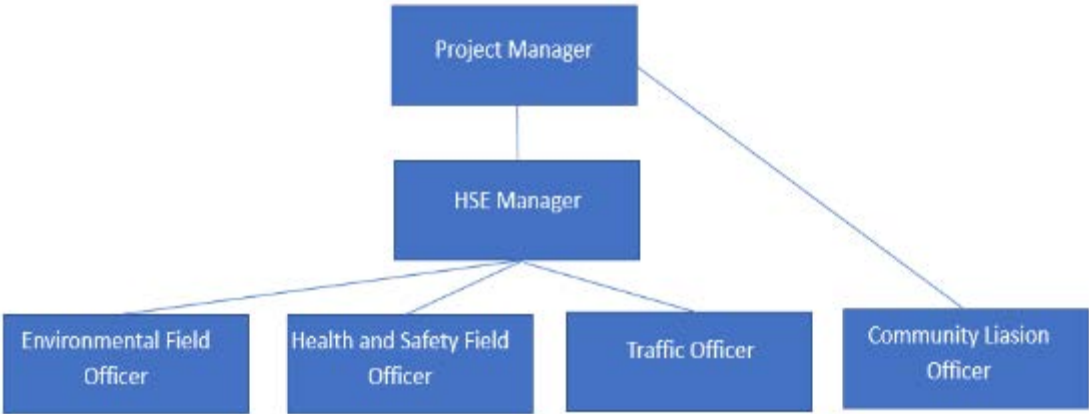 Project Manager
HSE Manager
Environmental Field
Officer
Health and Safety Field
Officer
Traffic Officer
Community Liasion
Officer